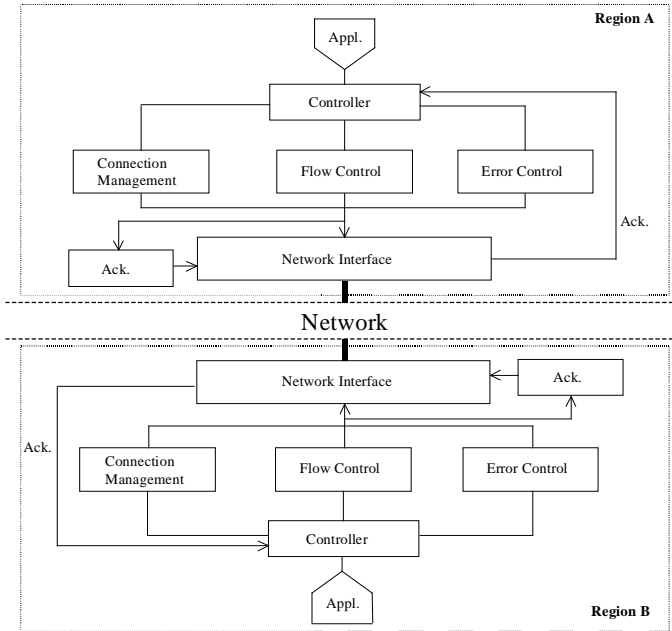 Region A
Appl.
Controller
Connection
Management
Flow Control
Error Control
Ack.
Ack.
Network Interface
Network
Network Interface
Ack.
Ack.
Connection
Management
Flow Control
Error Control
Controller
Appl.
Region B